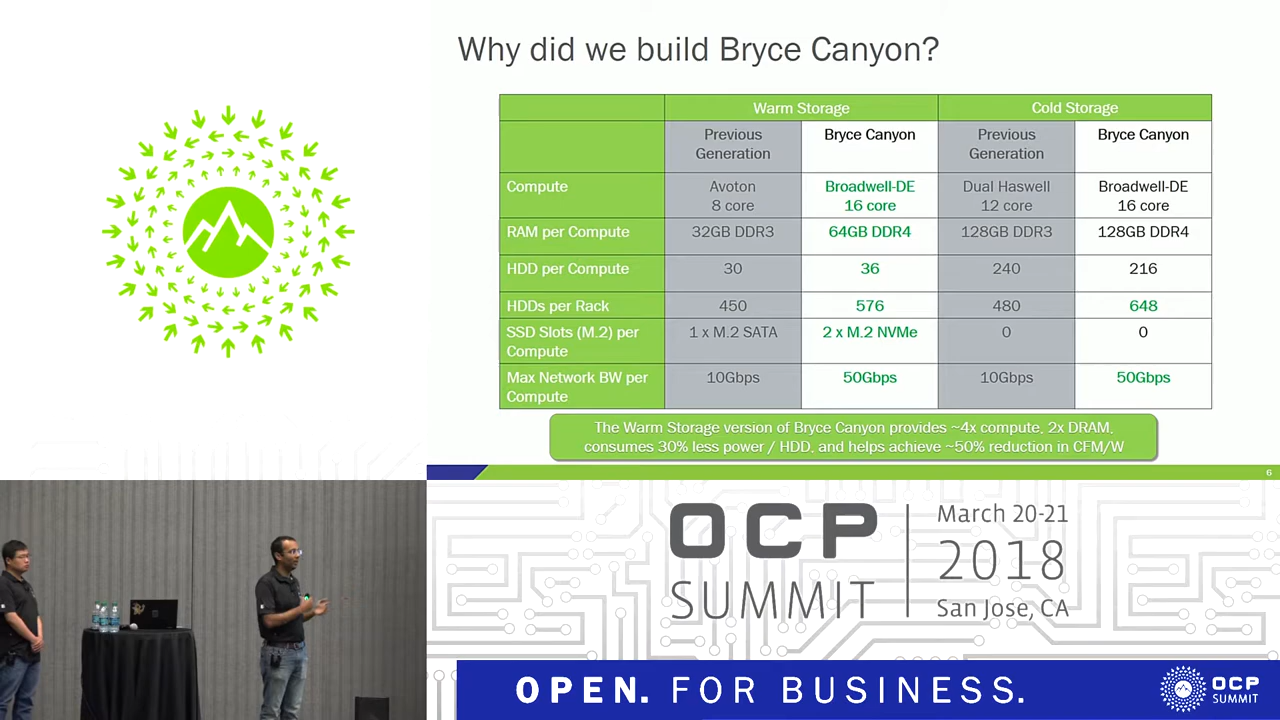 Why did we build Bryce Canyon?
Warm Storage Cold Storage
Previous Generation Bryce Canyon Previous Generation Bryce Canyon
Compute Avoton 8 core Broadwell-DE 16 core Dual Haswell 12 core Broadwell-DE 16 core
RAM per Compute 32GB DDR3 64GB DDR4 128GB DDR3 128GB DDR4
HDD per Compute 30 36 240 216
HDDs per Rack 450 576 480 648
SSD Slots (M.2) per Compute 1 x M.2 SATA 2 x M.2 NVMe 0 0
Max Network BW per Compute 10Gbps 50Gbps 10Gbps 50Gbps
The Warm Storage version of Bryce Canyon provides ~4x compute, 2x DRAM,
consumes 30% less power / HDD, and helps achieve ~50% reduction in CFM/W
6
OCP
SUMMIT
March 20-21
2018
San Jose, CA
OPEN. FOR BUSINESS.
OCP
SUMMIT